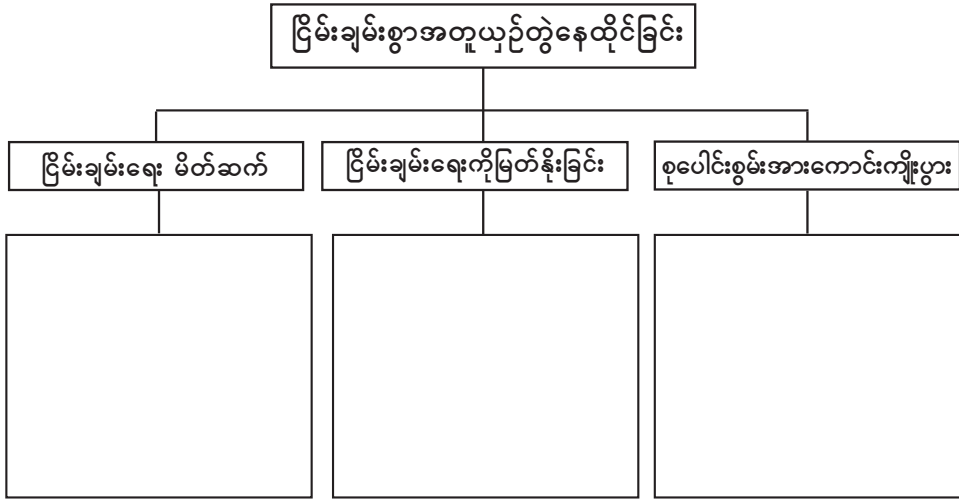 ငြိမ်းချမ်းစွာအတူယှဉ်တွဲနေထိုင်ခြင်း
ငြိမ်းချမ်းရေး မိတ်ဆက်
ငြိမ်းချမ်းရေးကိုမြတ်နိုးခြင်း
စုပေါင်းစွမ်းအားကောင်းကျိုးပွား